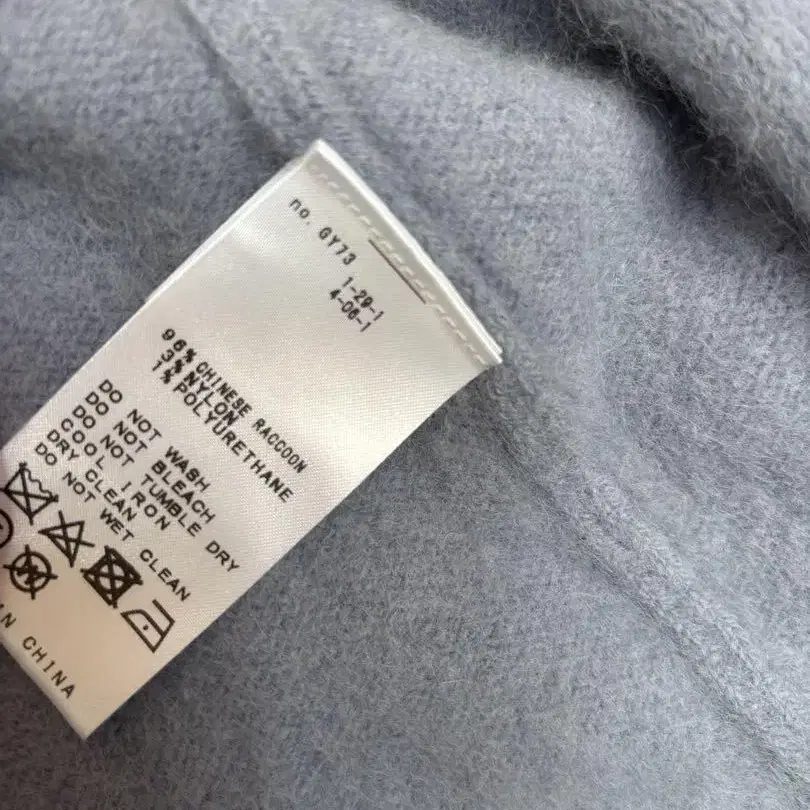 no. GY73
1-29-1
4-06-1
96% CHINESE RACCOON
3% NYLON
1% POLYURETHANE
DO NOT WASH
DO NOT BLEACH
DO NOT TUMBLE DRY
COOL IRON
DRY CLEAN
DO NOT WET CLEAN
IN CHINA